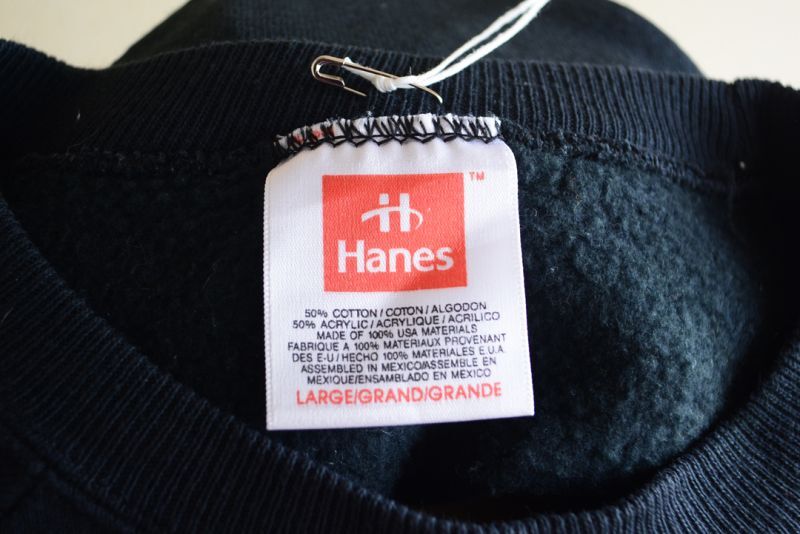 TM
Hanes
50% COTTON / COTON / ALGODON
50% ACRYLIC / ACRYLIQUE / ACRILICO
MADE OF 100% USA MATERIALS
FABRIQUE A 100% MATERIAUX PROVENANT
DES E-U / HECHO 100% MATERIALES E.U.A.
ASSEMBLED IN MEXICO/ASSEMBLE EN
MEXIQUE/ENSAMBLADO EN MEXICO
LARGE/GRAND/GRANDE